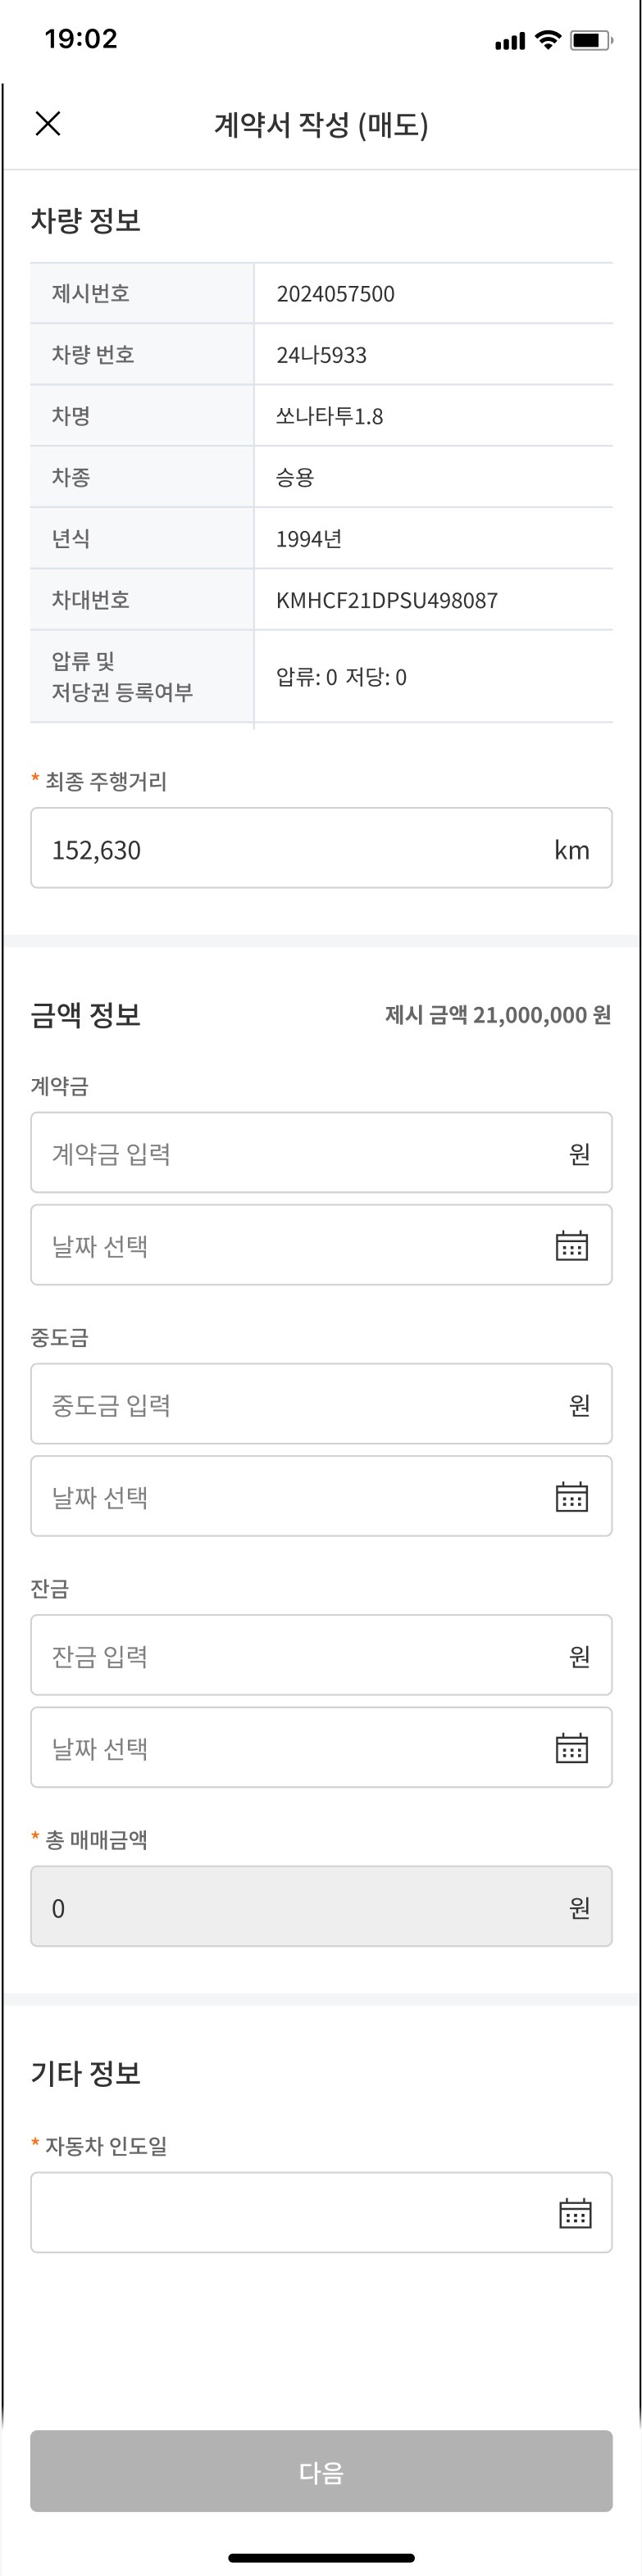 19:02
계약서 작성 (매도)
차량 정보
제시번호 2024057500
차량 번호 24나5933
차명 쏘나타투1.8
차종 승용
년식 1994년
차대번호 KMHCF21DPSU498087
압류 및
저당권 등록여부
압류: 0 저당: 0
* 최종 주행거리
152,630 km
금액 정보 제시 금액 21,000,000 원
계약금
계약금 입력 원
날짜 선택
중도금
중도금 입력 원
날짜 선택
잔금
잔금 입력 원
날짜 선택
* 총 매매금액
0 원
기타 정보
* 자동차 인도일
다음